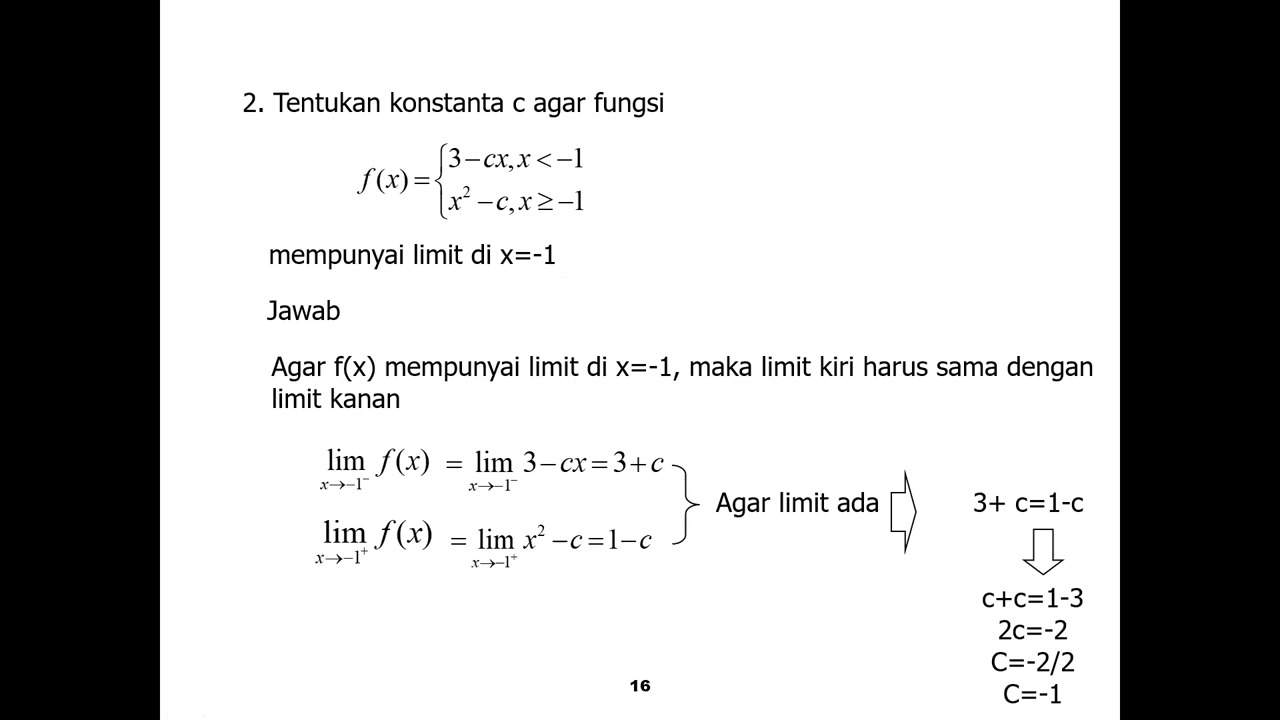 2. Tentukan konstanta c agar fungsi
f(x) = { 3−cx, x < −1
x² − c, x ≥ −1
mempunyai limit di x=-1
Jawab
Agar f(x) mempunyai limit di x=-1, maka limit kiri harus sama dengan
limit kanan
lim x→−1⁻ f(x) = lim x→−1⁻ 3−cx = 3+c
lim x→−1⁺ f(x) = lim x→−1⁺ x² − c = 1−c
Agar limit ada
3+ c=1-c
c+c=1-3
2c=-2
C=-2/2
C=-1
16